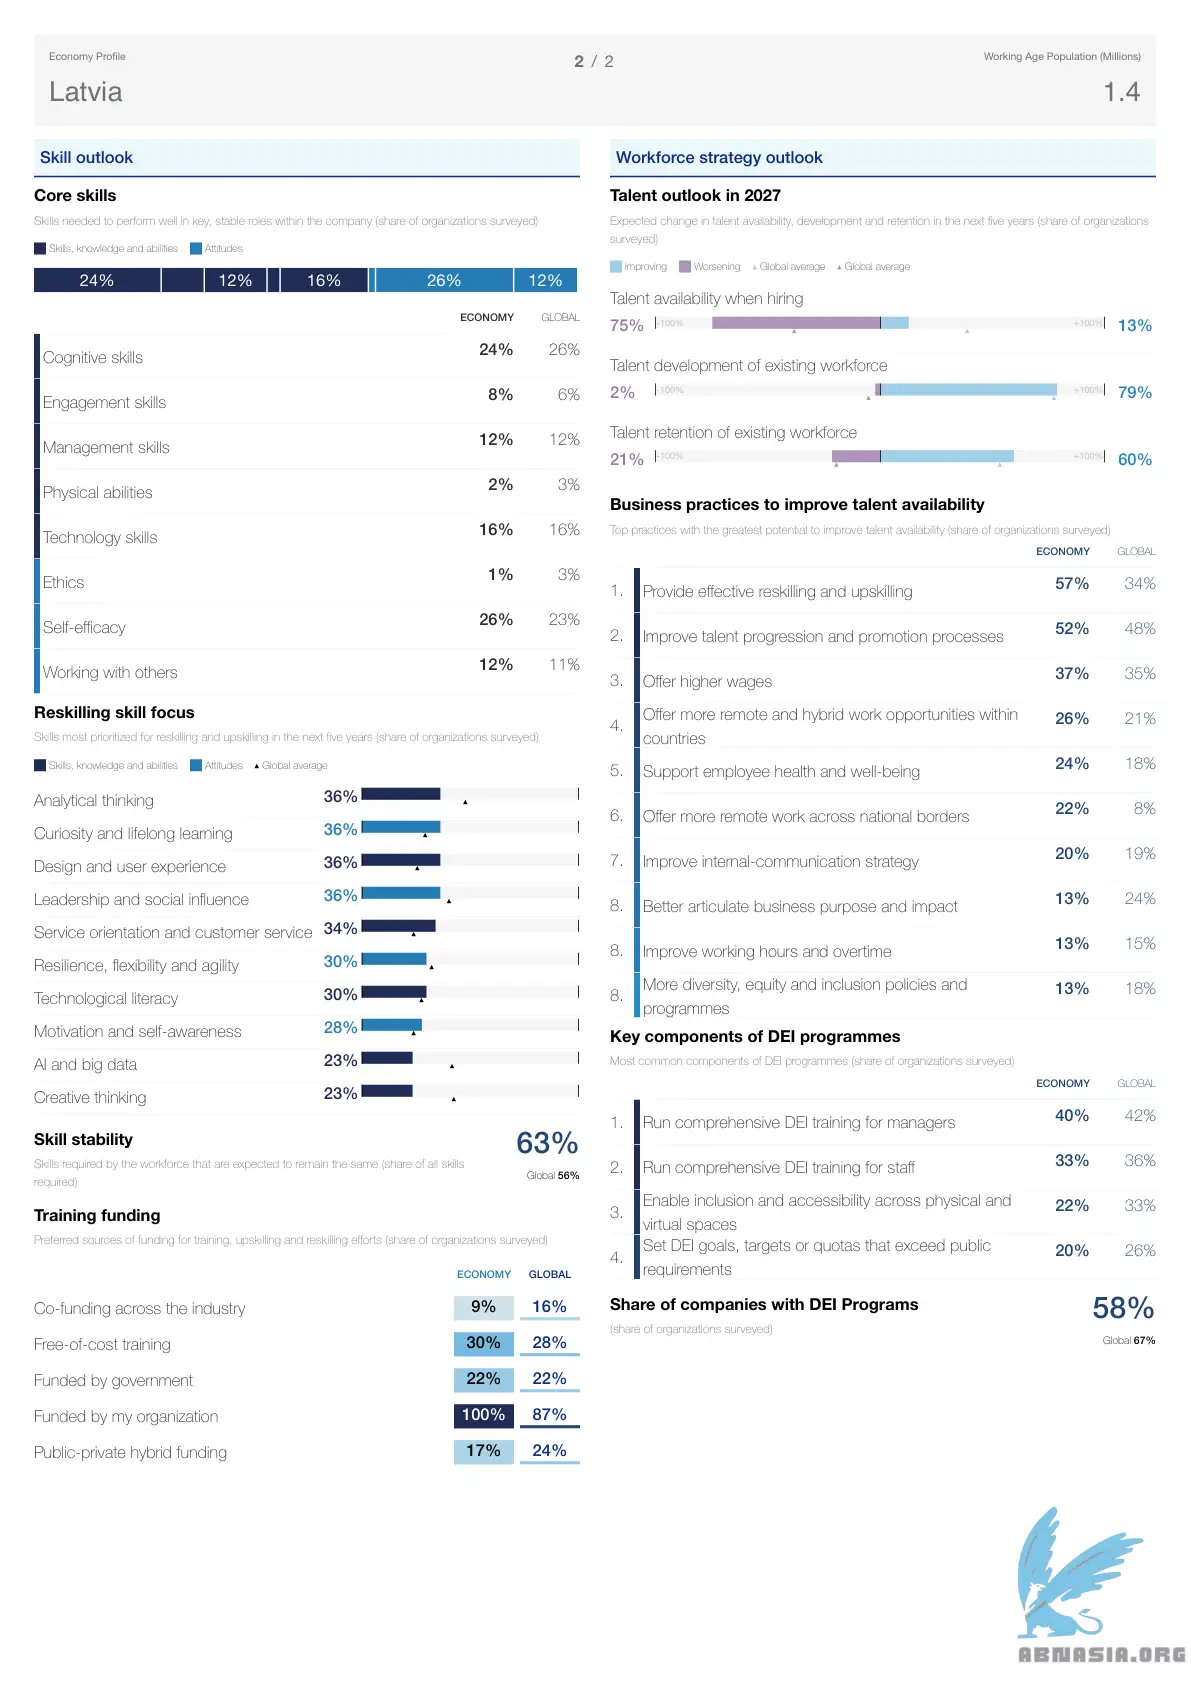 Economy Profile
2 / 2
Working Age Population (Millions)
Latvia
1.4
Skill outlook
Core skills
Skills needed to perform well in key, stable roles within the company (share of organizations surveyed)
Skills, knowledge and abilities Attitudes
24% 12% 16% 26% 12%
ECONOMY GLOBAL
Cognitive skills 24% 26%
Engagement skills 8% 6%
Management skills 12% 12%
Physical abilities 2% 3%
Technology skills 16% 16%
Ethics 1% 3%
Self-efficacy 26% 23%
Working with others 12% 11%
Reskilling skill focus
Skills most prioritized for reskilling and upskilling in the next five years (share of organizations surveyed)
Skills, knowledge and abilities Attitudes Global average
Analytical thinking 36%
Curiosity and lifelong learning 36%
Design and user experience 36%
Leadership and social influence 36%
Service orientation and customer service 34%
Resilience, flexibility and agility 30%
Technological literacy 30%
Motivation and self-awareness 28%
AI and big data 23%
Creative thinking 23%
Skill stability 63%
Skills required by the workforce that are expected to remain the same (share of all skills
required)
Global 56%
Training funding
Preferred sources of funding for training, upskilling and reskilling efforts (share of organizations surveyed)
ECONOMY GLOBAL
Co-funding across the industry 9% 16%
Free-of-cost training 30% 28%
Funded by government 22% 22%
Funded by my organization 100% 87%
Public-private hybrid funding 17% 24%
Workforce strategy outlook
Talent outlook in 2027
Expected change in talent availability, development and retention in the next five years (share of organizations
surveyed)
Improving Worsening Global average Global average
Talent availability when hiring
75% -100% +100% 13%
Talent development of existing workforce
2% -100% +100% 79%
Talent retention of existing workforce
21% -100% +100% 60%
Business practices to improve talent availability
Top practices with the greatest potential to improve talent availability (share of organizations surveyed)
ECONOMY GLOBAL
1. Provide effective reskilling and upskilling 57% 34%
2. Improve talent progression and promotion processes 52% 48%
3. Offer higher wages 37% 35%
4. Offer more remote and hybrid work opportunities within
countries 26% 21%
5. Support employee health and well-being 24% 18%
6. Offer more remote work across national borders 22% 8%
7. Improve internal-communication strategy 20% 19%
8. Better articulate business purpose and impact 13% 24%
8. Improve working hours and overtime 13% 15%
8. More diversity, equity and inclusion policies and
programmes 13% 18%
Key components of DEI programmes
Most common components of DEI programmes (share of organizations surveyed)
ECONOMY GLOBAL
1. Run comprehensive DEI training for managers 40% 42%
2. Run comprehensive DEI training for staff 33% 36%
3. Enable inclusion and accessibility across physical and
virtual spaces 22% 33%
4. Set DEI goals, targets or quotas that exceed public
requirements 20% 26%
Share of companies with DEI Programs 58%
(share of organizations surveyed)
Global 67%
ABNASIA.ORG